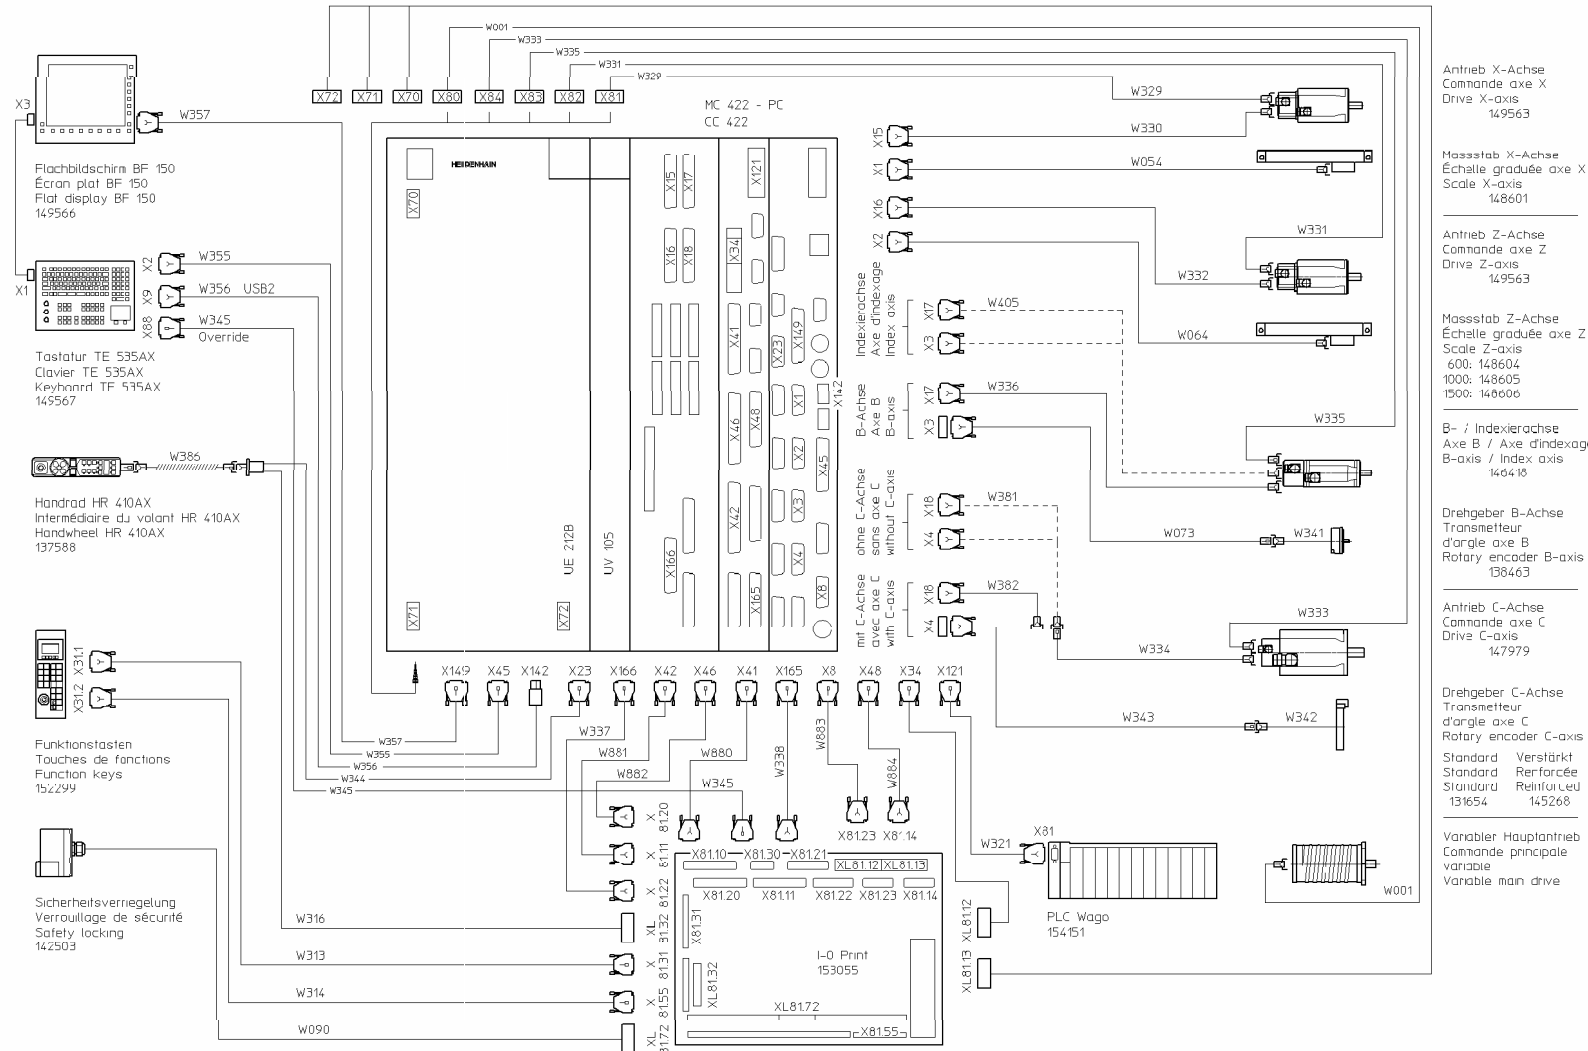 W001
W333
W335
W331
W329
X72
X71
X70
X80
X84
X83
X82
X81
MC 422 - PC
CC 422
X3
W357
Flachbildschirm BF 150
Écran plat BF 150
Flat display BF 150
149566
X1
X2
W355
X9
W356 USB2
X88
W345
Override
Tastatur TE 535AX
Clavier TE 535AX
Keyboard TE 535AX
149567
W386
Handrad HR 410AX
Intermédiaire du volant HR 410AX
Handwheel HR 410AX
137588
X31.1
X31.2
Funktionstasten
Touches de fonctions
Function keys
152299
Sicherheitsverriegelung
Verrouillage de sécurité
Safety locking
142503
W316
W313
W314
W090
HEIDENHAIN
X70
X71
X72
UE 212B
UV 105
X15
X17
X16
X18
X166
X121
X34
X41
X46
X48
X42
X165
X23
X149
X1
X2
X3
X4
X142
X45
X8
X149
X45
X142
X23
X166
X42
X46
X41
X165
X8
X48
X34
X121
W357
W355
W356
W344
W345
W337
W881
W882
W880
W345
W338
W883
W884
X81.23
X81.14
X
81.20
X
81.11
X
81.22
XL
81.32
X
81.31
X
81.55
XL
81.72
X81.10
X81.30
X81.21
XL81.12
XL81.13
X81.20
X81.11
X81.22
X81.23
X81.14
X81.31
XL81.32
I-O Print
153055
XL81.72
X81.55
XL81.12
XL81.13
W321
X81
PLC Wago
154151
X15
W329
W330
X1
W054
X16
X2
W331
W332
W064
Indexierachse
Axe d'indexage
Index axis
X17
X3
W405
B-Achse
Axe B
B-axis
X17
X3
W336
W335
ohne C-Achse
sans axe C
without C-axis
X18
X4
W381
W073
W341
mit C-Achse
avec axe C
with C-axis
X18
X4
W382
W333
W334
W343
W342
W001
Antrieb X-Achse
Commande axe X
Drive X-axis
149563
Massstab X-Achse
Échelle graduée axe X
Scale X-axis
148601
Antrieb Z-Achse
Commande axe Z
Drive Z-axis
149563
Massstab Z-Achse
Échelle graduée axe Z
Scale Z-axis
600: 148604
1000: 148605
1500: 148606
B- / Indexierachse
Axe B / Axe d'indexage
B-axis / Index axis
146418
Drehgeber B-Achse
Transmetteur
d'angle axe B
Rotary encoder B-axis
138463
Antrieb C-Achse
Commande axe C
Drive C-axis
147979
Drehgeber C-Achse
Transmetteur
d'angle axe C
Rotary encoder C-axis
Standard Verstärkt
Standard Renforcée
Standard Reinforced
131654 145268
Variabler Hauptantrieb
Commande principale
variable
Variable main drive